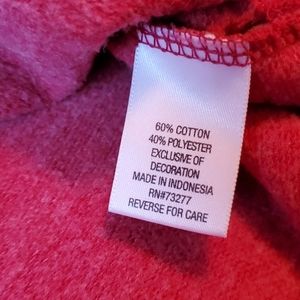 60% COTTON
40% POLYESTER
EXCLUSIVE OF
DECORATION
MADE IN INDONESIA
RN#73277
REVERSE FOR CARE